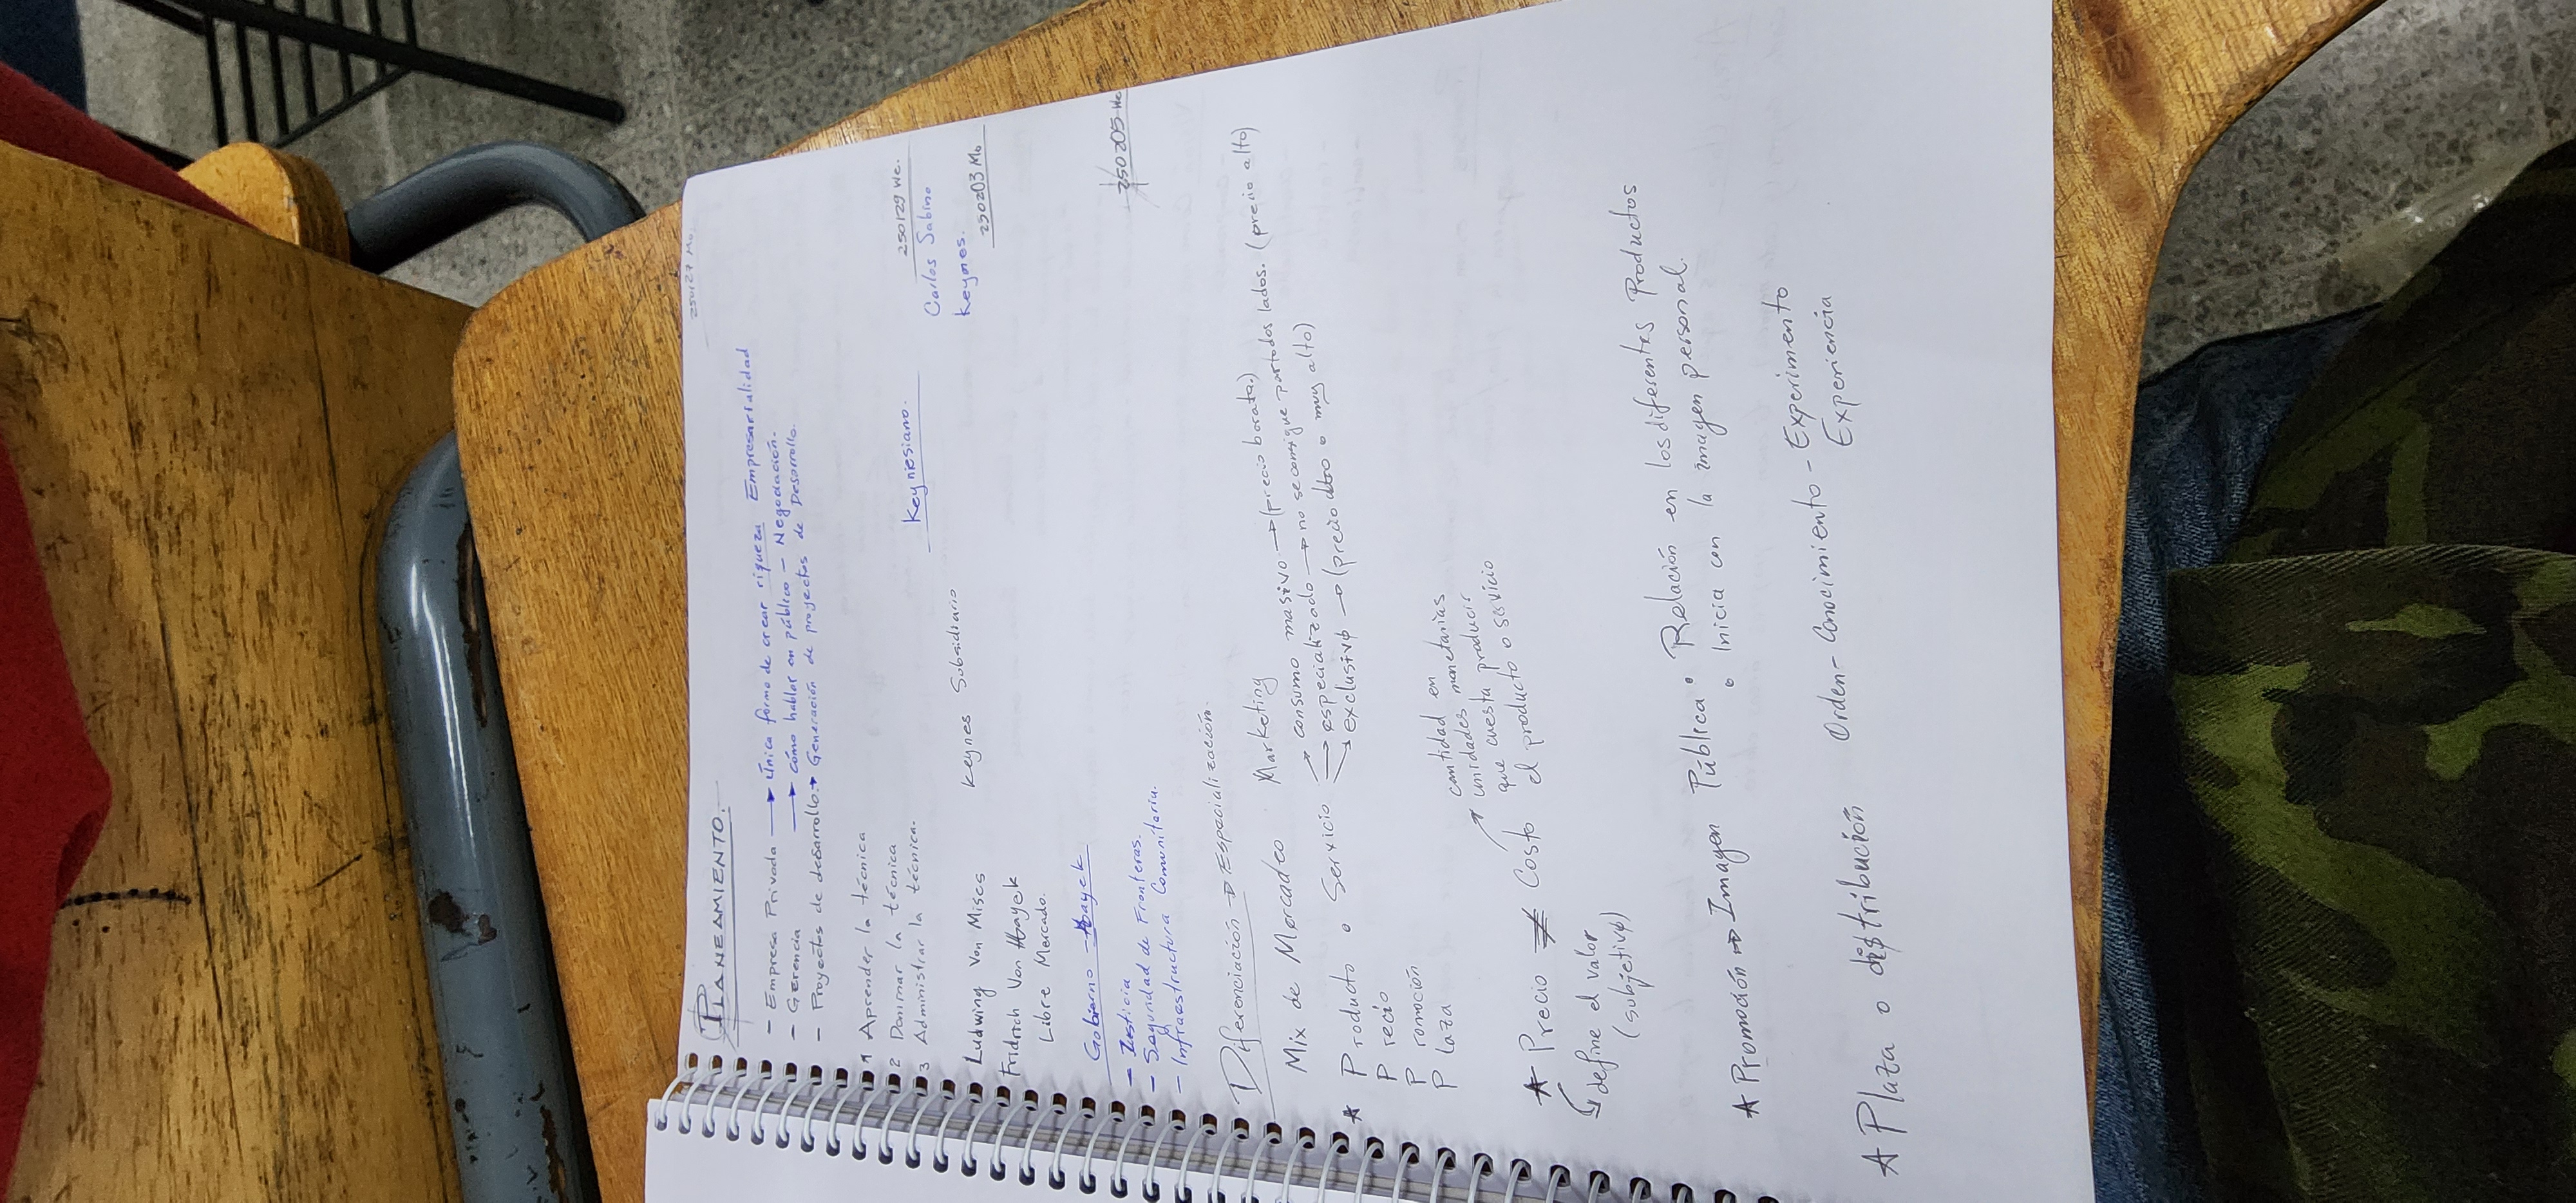 PLANEAMIENTO.
250127 Mo.
- Empresa Privada → única forma de crear riqueza Empresarialidad
- Gerencia → cómo hablar en público - Negociación.
- Proyectos de desarrollo. → Generación de proyectos de Desarrollo.
1 Aprender la técnica
2 Dominar la técnica
3 Administrar la técnica.
Keynesiano.
250129 We.
Carlos Sabino
Keynes.
Ludwing Von Mises
Keynes Subsidiario
250203 Mo
Fridrich Von Hayek
Libre Mercado.
Gobierno - Hayek
- Justicia
- Seguridad de Fronteras.
- Infraestructura Comunitaria.
250205 We
Diferenciación → Especialización.
Mix de Mercadeo Marketing
* Producto o Servicio
→ consumo masivo → (precio barata.)
→ especializado → no se consigue por todos lados. (precio alto)
→ exclusivo → (precio alto o muy alto)
P recio
P romoción
P laza
* Precio ≠ Costo
cantidad en
unidades monetarias
que cuesta producir
el producto o servicio
define el valor
(subjetivo)
* Promoción → Imagen Pública • Relación en los diferentes Productos
• Inicia con la imagen personal.
* Plaza o distribución Orden - Conocimiento - Experimento
Experiencia